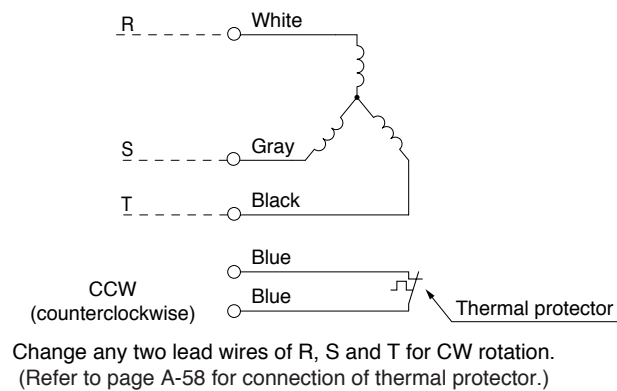 R
White
S
Gray
T
Black
Blue
CCW
(counterclockwise)
Blue
Thermal protector
Change any two lead wires of R, S and T for CW rotation.
(Refer to page A-58 for connection of thermal protector.)